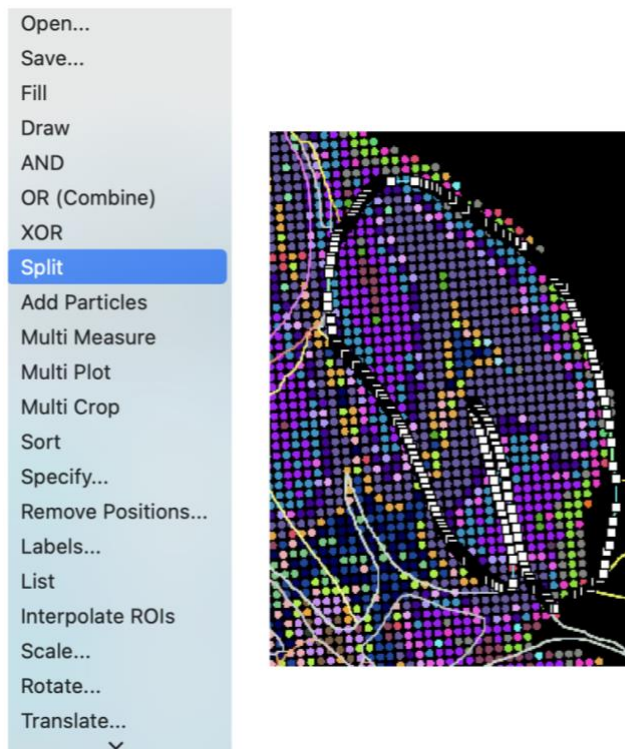 Open...
Save...
Fill
Draw
AND
OR (Combine)
XOR
Split
Add Particles
Multi Measure
Multi Plot
Multi Crop
Sort
Specify...
Remove Positions...
Labels...
List
Interpolate ROIs
Scale...
Rotate...
Translate...